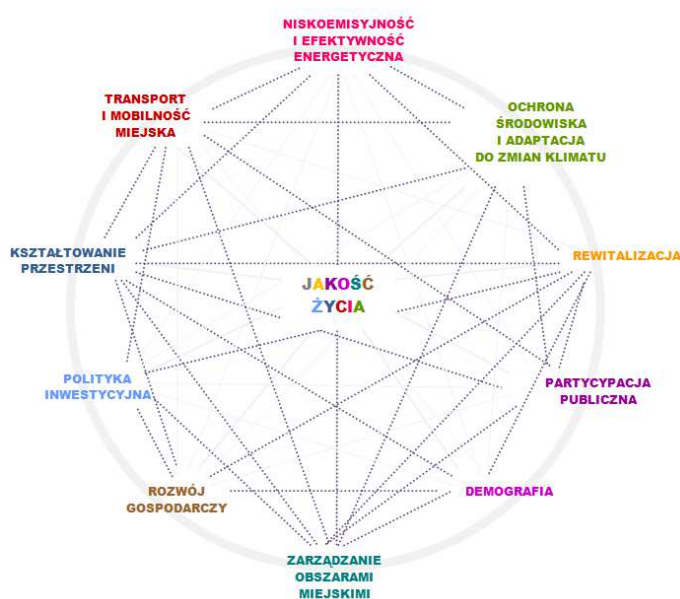 NISKOEMISYJNOŚĆ
I EFEKTYWNOŚĆ
ENERGETYCZNA
TRANSPORT
I MOBILNOŚĆ
MIEJSKA
OCHRONA
ŚRODOWISKA
I ADAPTACJA
DO ZMIAN KLIMATU
KSZTAŁTOWANIE
PRZESTRZENI
REWITALIZACJA
JAKOŚĆ
ŻYCIA
POLITYKA
INWESTYCYJNA
PARTYCYPACJA
PUBLICZNA
ROZWÓJ
GOSPODARCZY
DEMOGRAFIA
ZARZĄDZANIE
OBSZARAMI
MIEJSKIMI